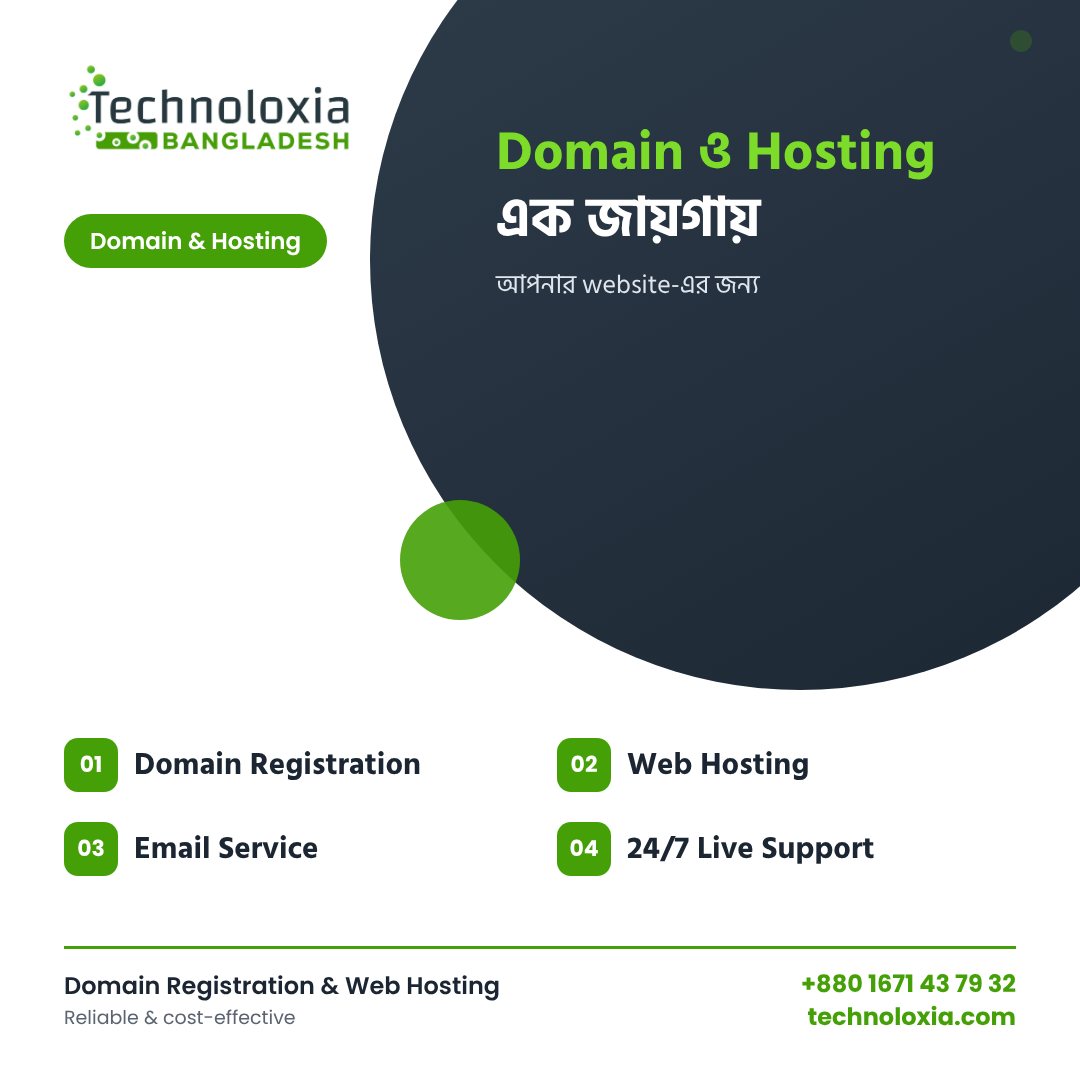 Technoloxia
BANGLADESH
Domain & Hosting
Domain ও Hosting
এক জায়গায়
আপনার website-এর জন্য
01 Domain Registration
02 Web Hosting
03 Email Service
04 24/7 Live Support
Domain Registration & Web Hosting
Reliable & cost-effective
+880 1671 43 79 32
technoloxia.com